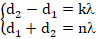 d₂ − d₁ = kλ
d₁ + d₂ = nλ